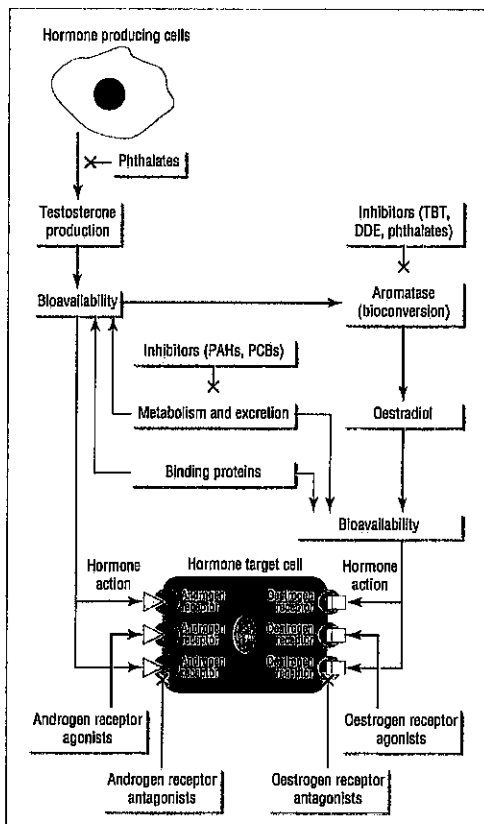 Hormone producing cells
Phthalates
Testosterone
production
Inhibitors (TBT,
DDE, phthalates)
Bioavailability
Aromatase
(bioconversion)
Inhibitors (PAHs, PCBs)
Metabolism and excretion
Oestradiol
Binding proteins
Bioavailability
Hormone
action
Hormone target cell
Hormone
action
Androgen
receptor
Oestrogen
receptor
Androgen
receptor
Oestrogen
receptor
Androgen
receptor
Oestrogen
receptor
Androgen receptor
agonists
Oestrogen receptor
agonists
Androgen receptor
antagonists
Oestrogen receptor
antagonists